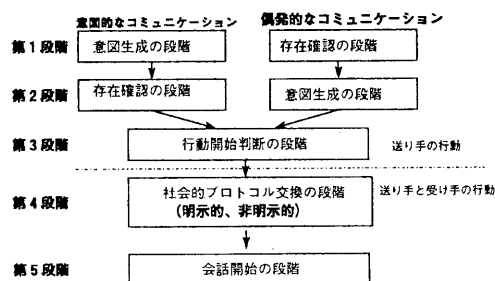 意図的なコミュニケーション
偶発的なコミュニケーション
第1段階
意図生成の段階
存在確認の段階
第2段階
存在確認の段階
意図生成の段階
第3段階
行動開始判断の段階
送り手の行動
第4段階
社会的プロトコル交換の段階
(明示的、非明示的)
送り手と受け手の行動
第5段階
会話開始の段階